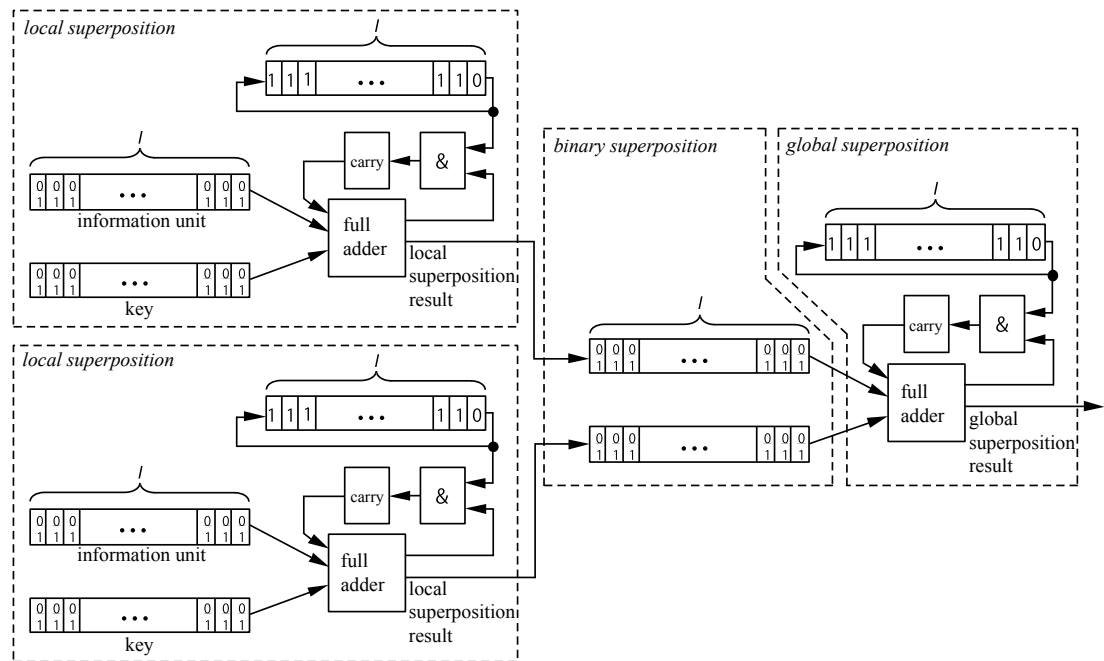 local superposition
l
1 1 1 ... 1 1 0
l
carry
&
0 0 0 ... 0 0 0
1 1 1 1 1 1
information unit
full
adder
local
superposition
result
0 0 0 ... 0 0 0
1 1 1 1 1 1
key
local superposition
l
1 1 1 ... 1 1 0
l
carry
&
0 0 0 ... 0 0 0
1 1 1 1 1 1
information unit
full
adder
local
superposition
result
0 0 0 ... 0 0 0
1 1 1 1 1 1
key
binary superposition
l
0 0 0 ... 0 0 0
1 1 1 1 1 1
0 0 0 ... 0 0 0
1 1 1 1 1 1
global superposition
l
1 1 1 ... 1 1 0
carry
&
full
adder
global
superposition
result